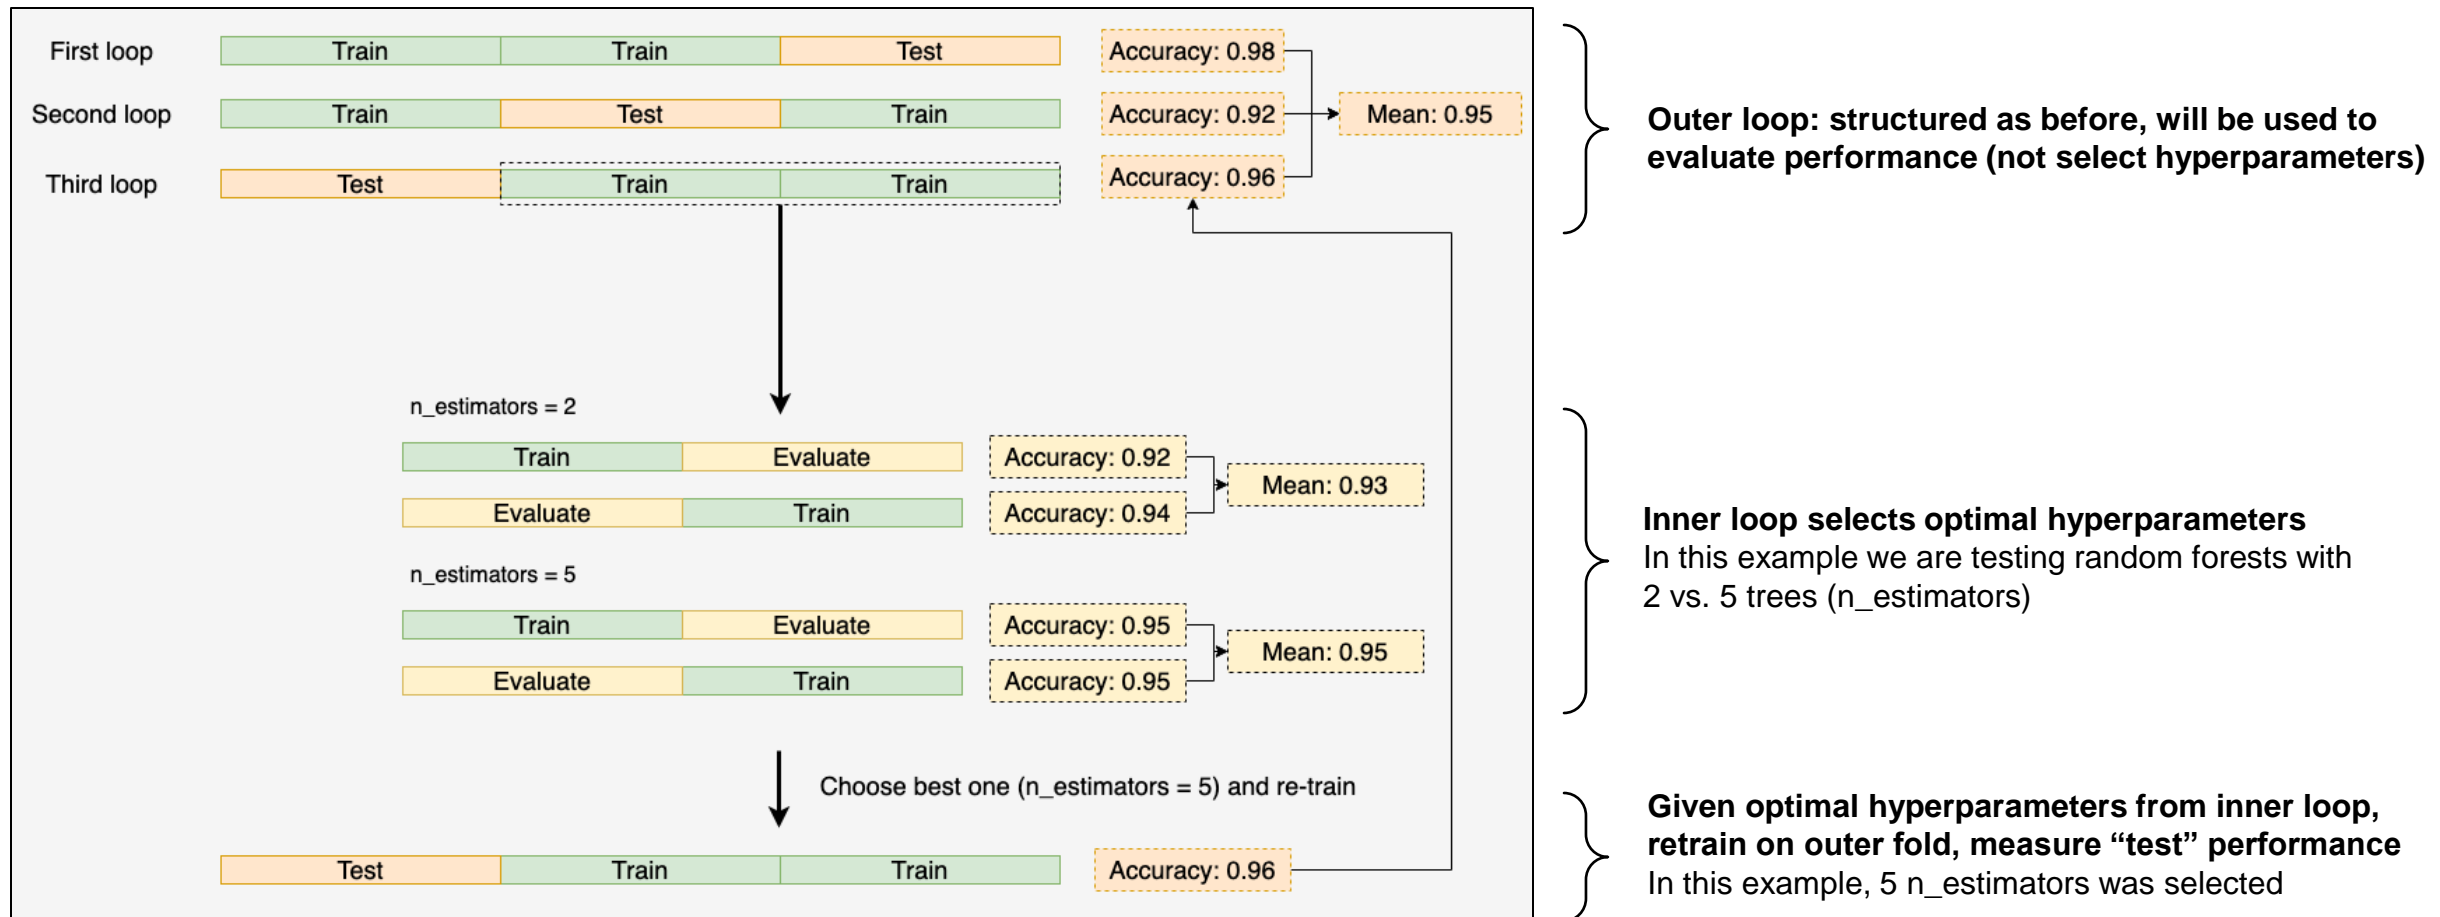 First loop Train Train Test Accuracy: 0.98
Second loop Train Test Train Accuracy: 0.92 Mean: 0.95
Third loop Test Train Train Accuracy: 0.96
Outer loop: structured as before, will be used to
evaluate performance (not select hyperparameters)
n_estimators = 2
Train Evaluate Accuracy: 0.92
Mean: 0.93
Evaluate Train Accuracy: 0.94
n_estimators = 5
Train Evaluate Accuracy: 0.95
Mean: 0.95
Evaluate Train Accuracy: 0.95
Inner loop selects optimal hyperparameters
In this example we are testing random forests with
2 vs. 5 trees (n_estimators)
Choose best one (n_estimators = 5) and re-train
Test Train Train Accuracy: 0.96
Given optimal hyperparameters from inner loop,
retrain on outer fold, measure “test” performance
In this example, 5 n_estimators was selected